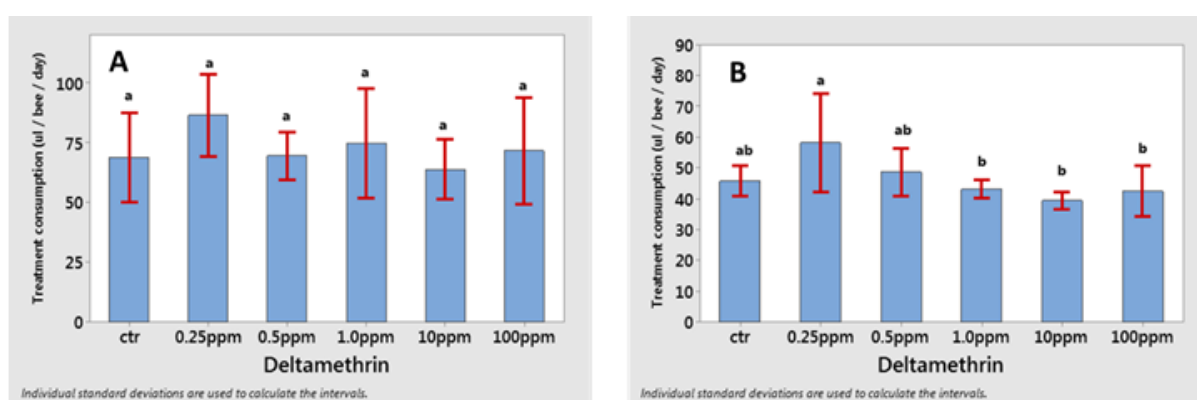 A
Treatment consumption (ul / bee / day)
100
75
50
25
0
a
a
a
a
a
a
ctr
0.25ppm
0.5ppm
1.0ppm
10ppm
100ppm
Deltamethrin
Individual standard deviations are used to calculate the intervals.
B
Treatment consumption (ul / bee / day)
90
80
70
60
50
40
30
20
10
0
ab
a
ab
b
b
b
ctr
0.25ppm
0.5ppm
1.0ppm
10ppm
100ppm
Deltamethrin
Individual standard deviations are used to calculate the intervals.